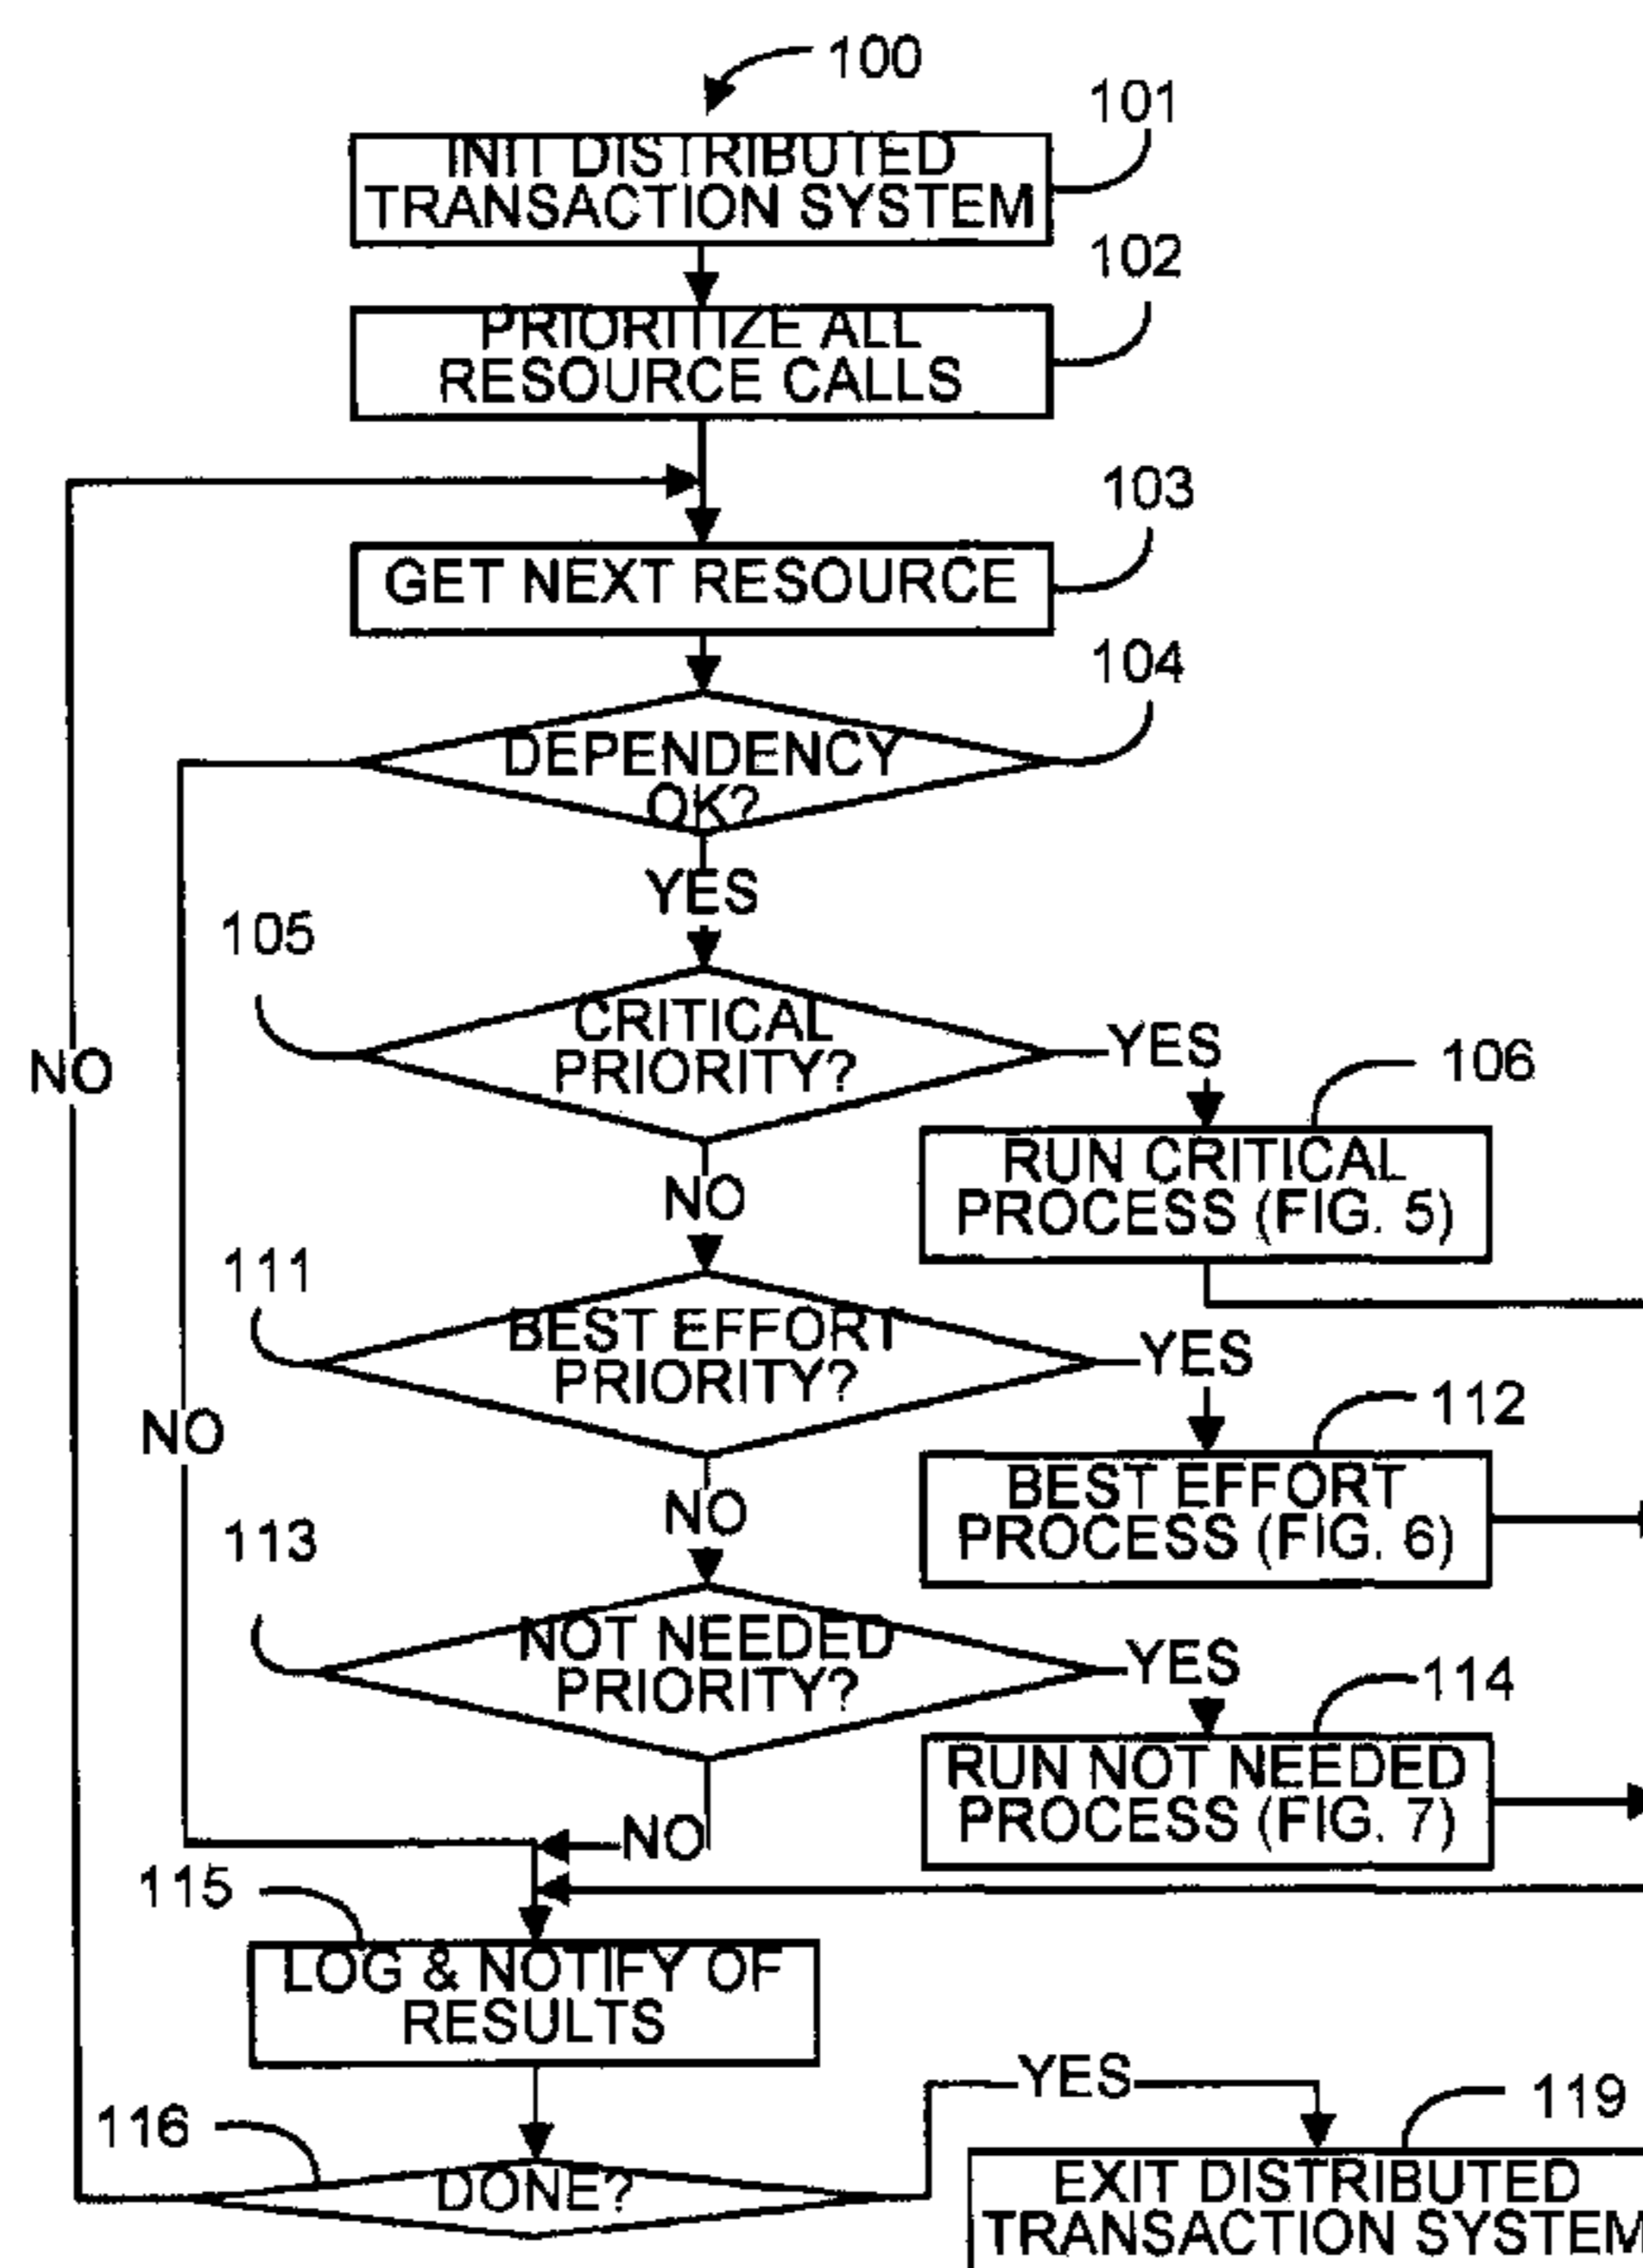 100
101
INIT DISTRIBUTED
TRANSACTION SYSTEM
102
PRIORITIZE ALL
RESOURCE CALLS
103
GET NEXT RESOURCE
104
DEPENDENCY
OK?
YES
105
CRITICAL
PRIORITY?
YES
NO
106
RUN CRITICAL
PROCESS (FIG. 5)
NO
111
BEST EFFORT
PRIORITY?
YES
112
NO
BEST EFFORT
PROCESS (FIG. 6)
NO
113
NOT NEEDED
PRIORITY?
YES
114
RUN NOT NEEDED
PROCESS (FIG. 7)
NO
115
LOG & NOTIFY OF
RESULTS
YES
116
119
DONE?
EXIT DISTRIBUTED
TRANSACTION SYSTEM